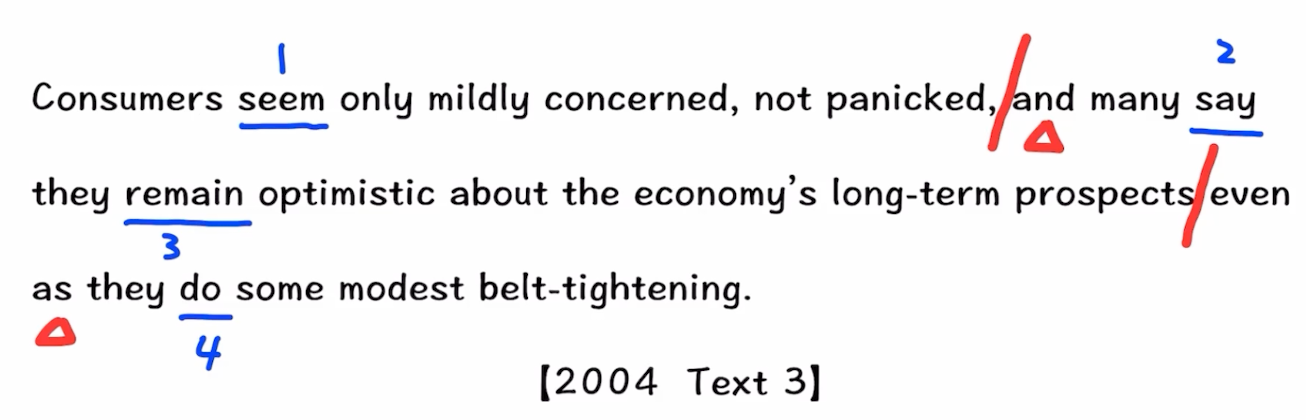 1 2
Consumers seem only mildly concerned, not panicked, and many say
they remain optimistic about the economy's long-term prospects even
3
as they do some modest belt-tightening.
4
【2004 Text 3】